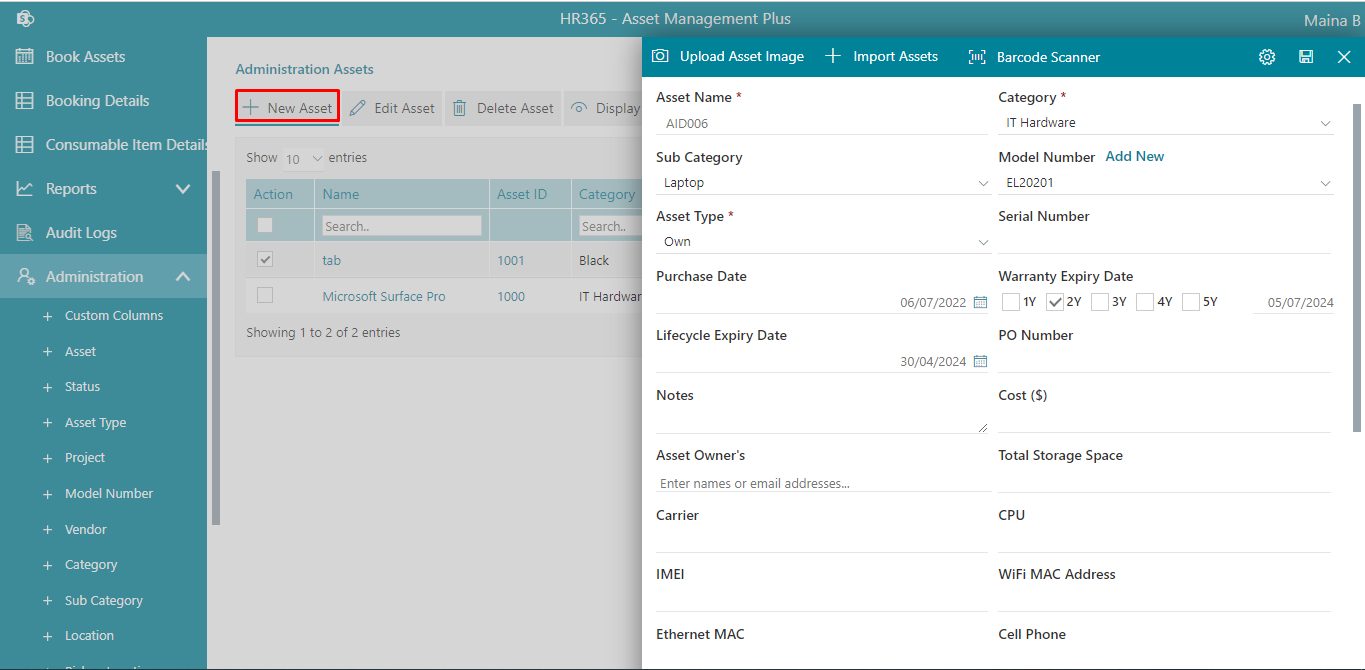 HR365 - Asset Management Plus
Maina B
Book Assets
Booking Details
Consumable Item Details
Reports
Audit Logs
Administration
+ Custom Columns
+ Asset
+ Status
+ Asset Type
+ Project
+ Model Number
+ Vendor
+ Category
+ Sub Category
+ Location
Administration Assets
+ New Asset Edit Asset Delete Asset Display
Show 10 entries
Action Name Asset ID Category
Search.. Search..
tab 1001 Black
Microsoft Surface Pro 1000 IT Hardwar
Showing 1 to 2 of 2 entries
Upload Asset Image + Import Assets Barcode Scanner
Asset Name * Category *
AID006 IT Hardware
Sub Category Model Number Add New
Laptop EL20201
Asset Type * Serial Number
Own
Purchase Date Warranty Expiry Date
06/07/2022 1Y 2Y 3Y 4Y 5Y 05/07/2024
Lifecycle Expiry Date PO Number
30/04/2024
Notes Cost ($)
Asset Owner's Total Storage Space
Enter names or email addresses...
Carrier CPU
IMEI WiFi MAC Address
Ethernet MAC Cell Phone